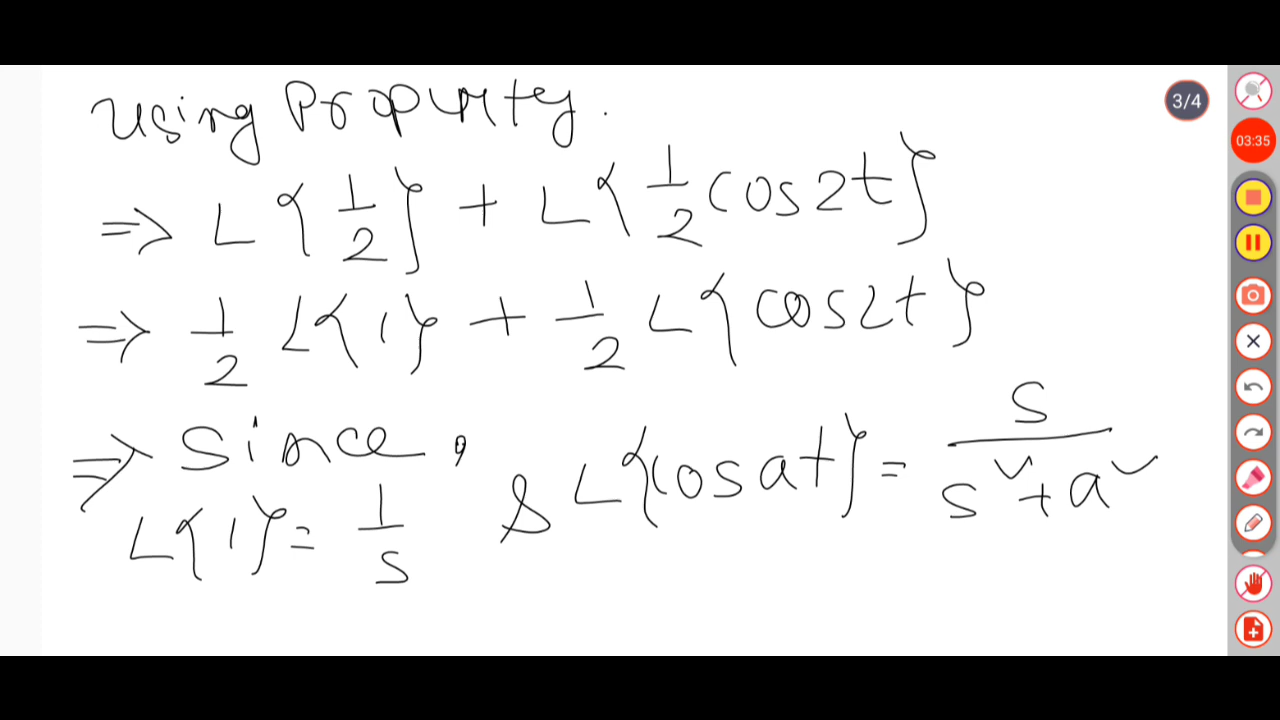 Using Property.
3/4
03:35
⇒ L{1/2} + L{1/2 cos2t}
⇒ 1/2 L{1} + 1/2 L{cos2t}
⇒ Since,
L{1} = 1/s & L{cosat} = s/(s²+a²)